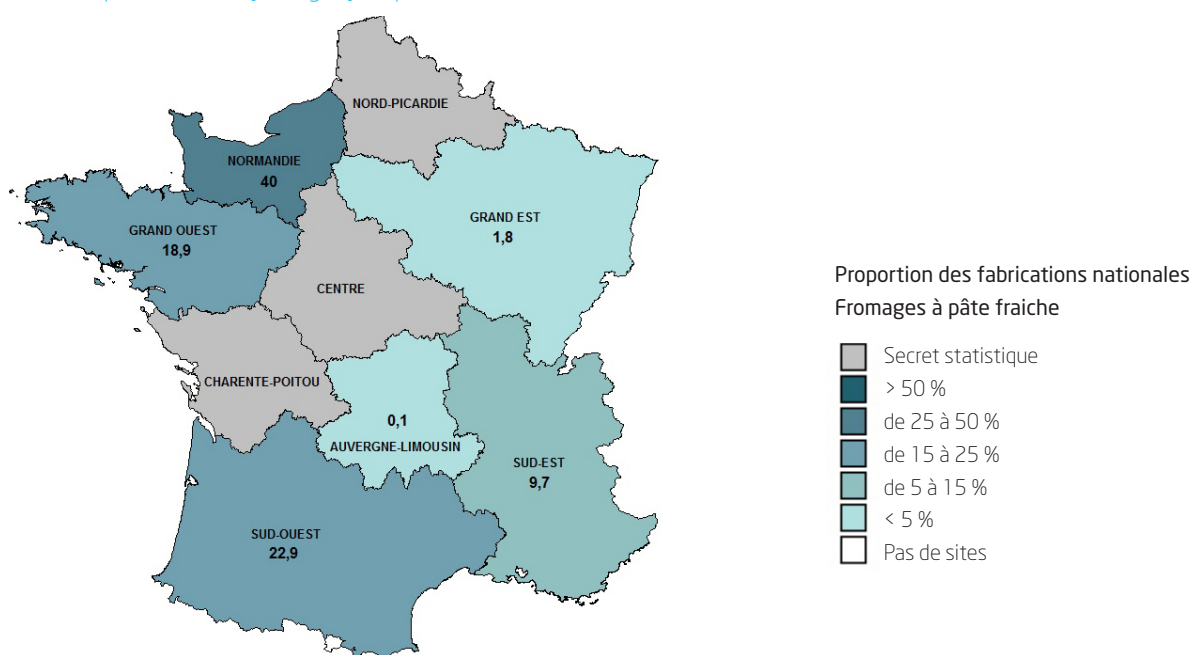 NORD-PICARDIE
NORMANDIE
40
GRAND OUEST
18,9
GRAND EST
1,8
CENTRE
CHARENTE-POITOU
0,1
AUVERGNE-LIMOUSIN
SUD-EST
9,7
SUD-OUEST
22,9
Proportion des fabrications nationales
Fromages à pâte fraiche
Secret statistique
> 50 %
de 25 à 50 %
de 15 à 25 %
de 5 à 15 %
< 5 %
Pas de sites